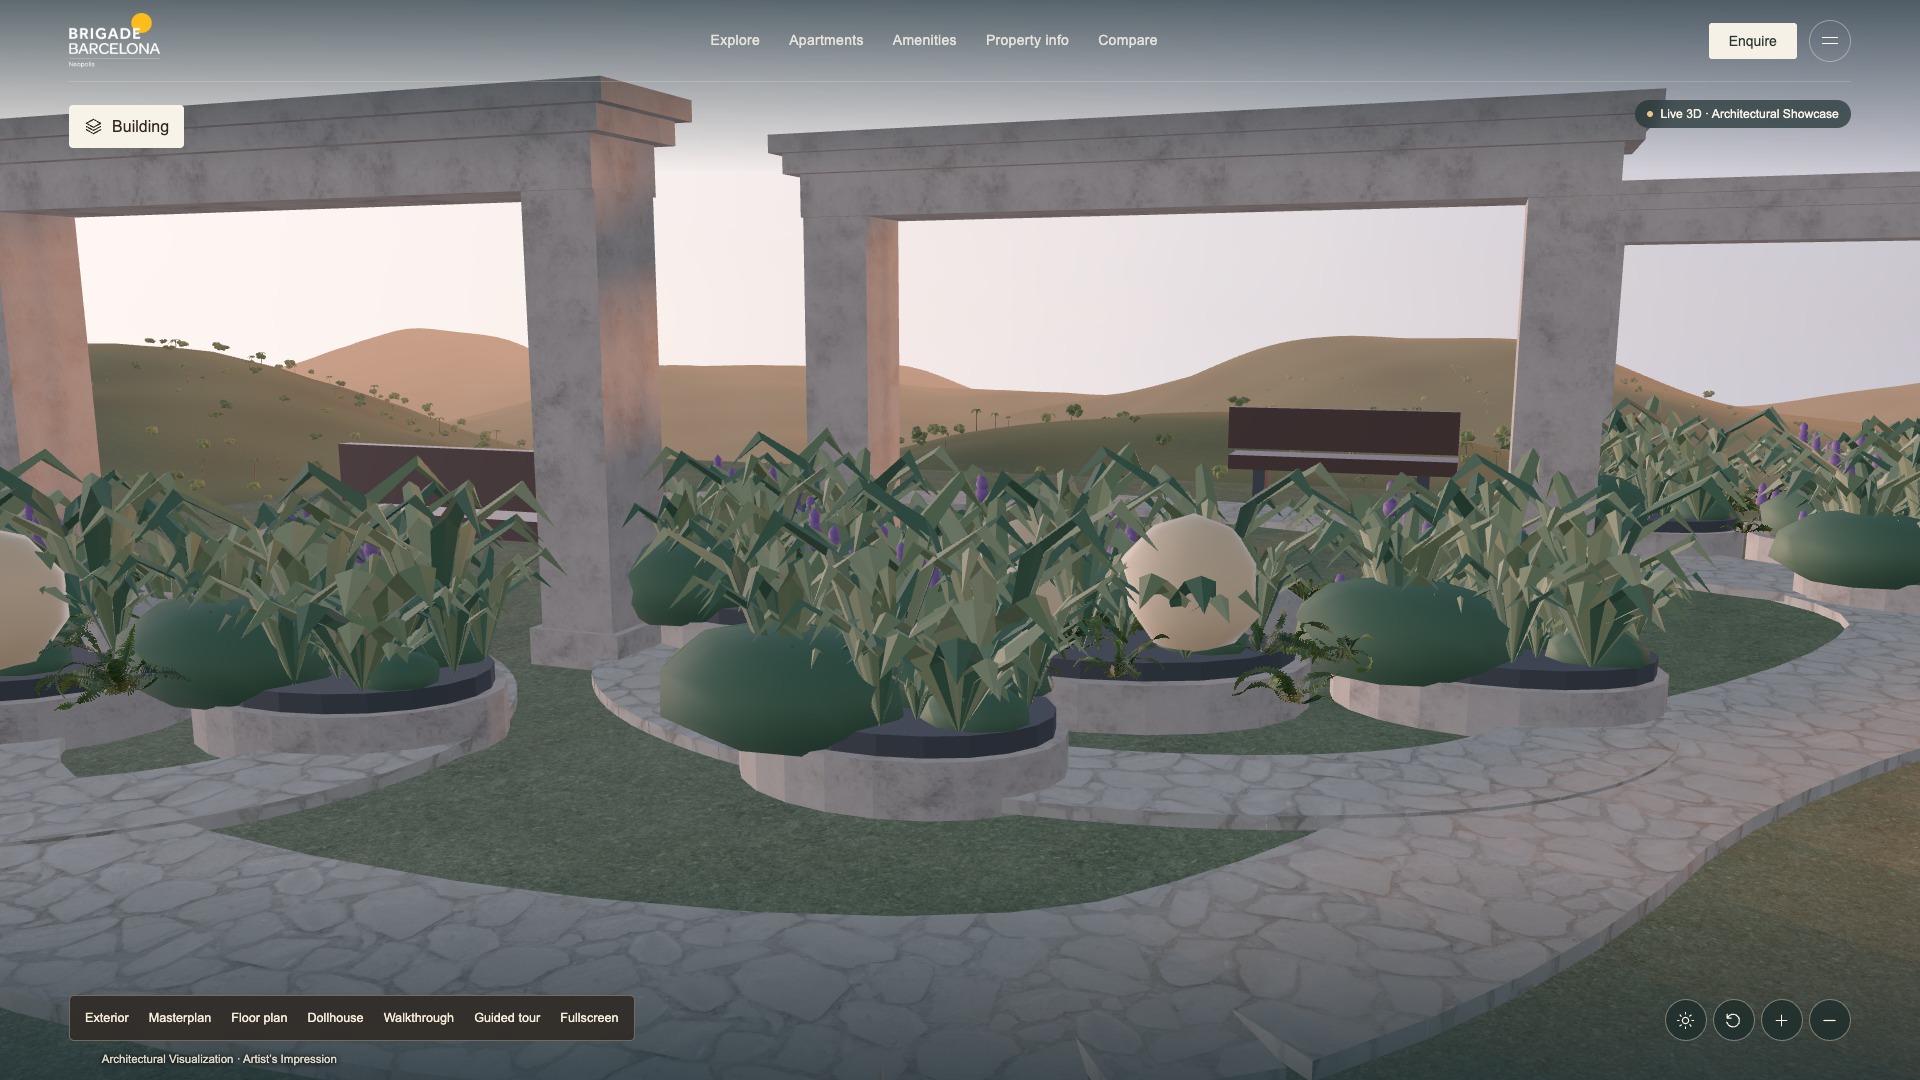 BRIGADE
BARCELONA
Neopolis
Explore
Apartments
Amenities
Property info
Compare
Enquire
Building
Live 3D · Architectural Showcase
Exterior
Masterplan
Floor plan
Dollhouse
Walkthrough
Guided tour
Fullscreen
Architectural Visualization · Artist's Impression